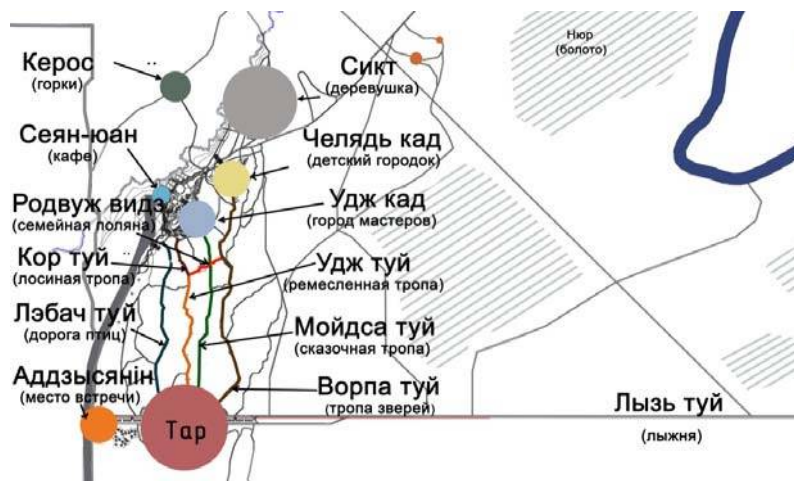 Керос
(горки)
Сеян-юан
(кафе)
Родвуж видз
(семейная поляна)
Кор туй
(лосиная тропа)
Лэбач туй
(дорога птиц)
Аддзысянiн
(место встречи)
Тар
Сикт
(деревушка)
Челядь кад
(детский городок)
Удж кад
(город мастеров)
Удж туй
(ремесленная тропа)
Мойдса туй
(сказочная тропа)
Ворпа туй
(тропа зверей)
Нюр
(болото)
Лызь туй
(лыжня)